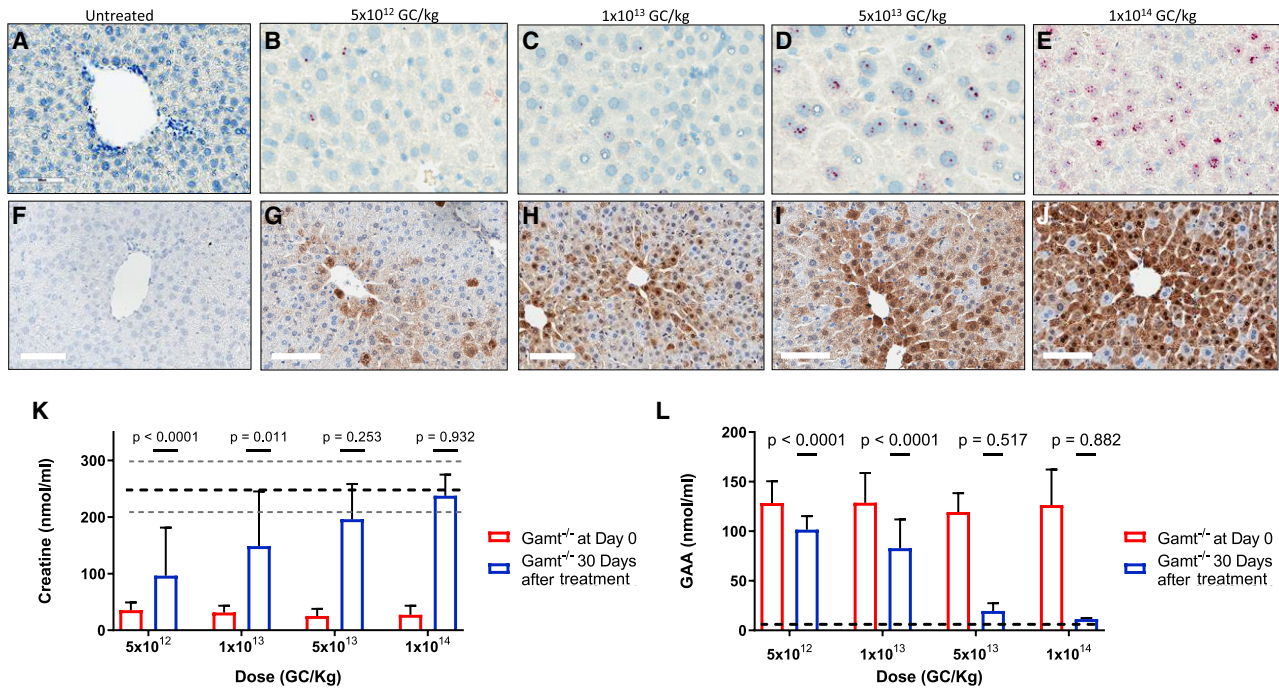 Untreated 5x10¹² GC/kg 1x10¹³ GC/kg 5x10¹³ GC/kg 1x10¹⁴ GC/kg
A B C D E
F G H I J
K
p < 0.0001 p = 0.011 p = 0.253 p = 0.932
300
200
100
0
Creatine (nmol/ml)
5x10¹² 1x10¹³ 5x10¹³ 1x10¹⁴
Dose (GC/Kg)
Gamt⁻/⁻ at Day 0
Gamt⁻/⁻ 30 Days
after treatment
L
p < 0.0001 p < 0.0001 p = 0.517 p = 0.882
200
150
100
50
0
GAA (nmol/ml)
5x10¹² 1x10¹³ 5x10¹³ 1x10¹⁴
Dose (GC/Kg)
Gamt⁻/⁻ at Day 0
Gamt⁻/⁻ 30 Days
after treatment